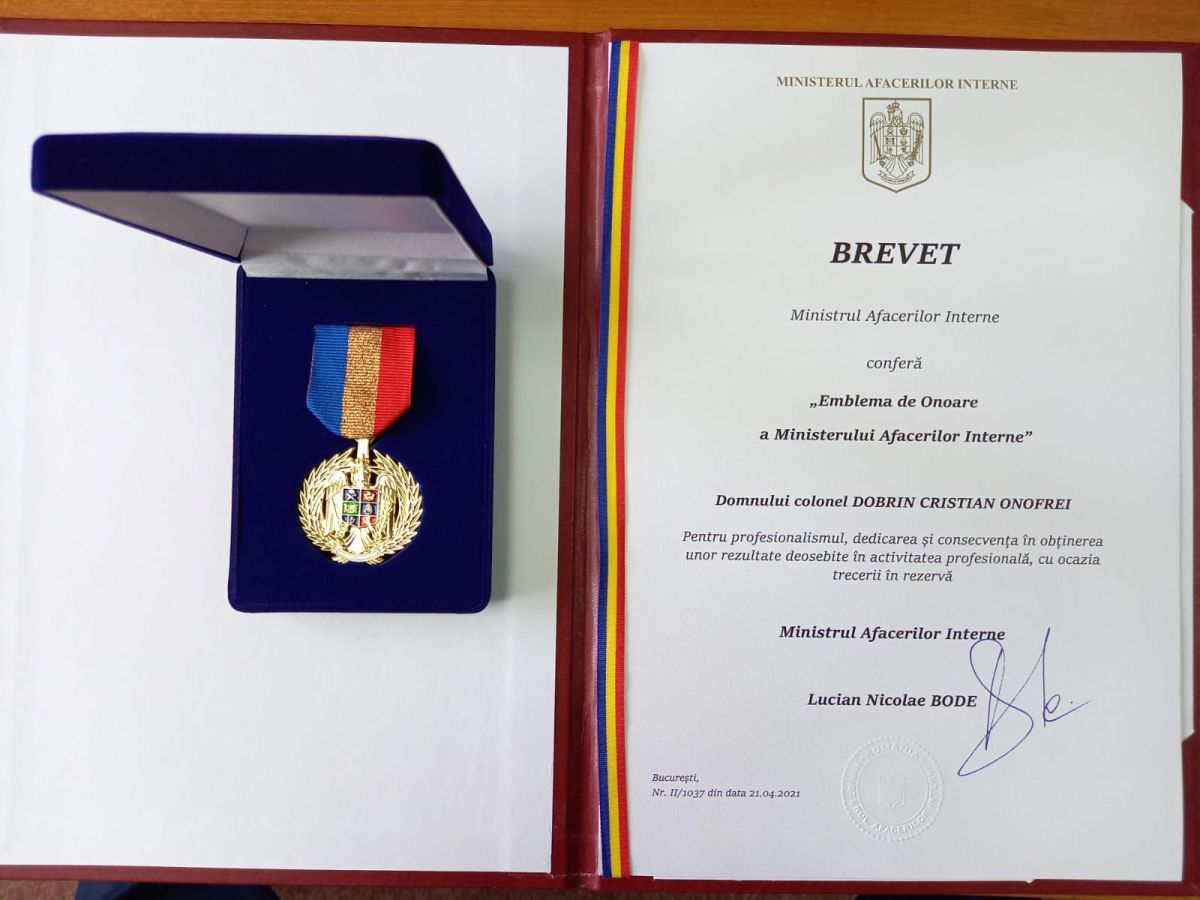 MINISTERUL AFACERILOR INTERNE
BREVET
Ministrul Afacerilor Interne
conferă
„Emblema de Onoare
a Ministerului Afacerilor Interne”
Domnului colonel DOBRIN CRISTIAN ONOFREI
Pentru profesionalismul, dedicarea și consecvența în obținerea
unor rezultate deosebite în activitatea profesională, cu ocazia
trecerii în rezervă
Ministrul Afacerilor Interne
Lucian Nicolae BODE
București,
Nr. II/1037 din data 21.04.2021
ROMÂNIA
AFACERILOR